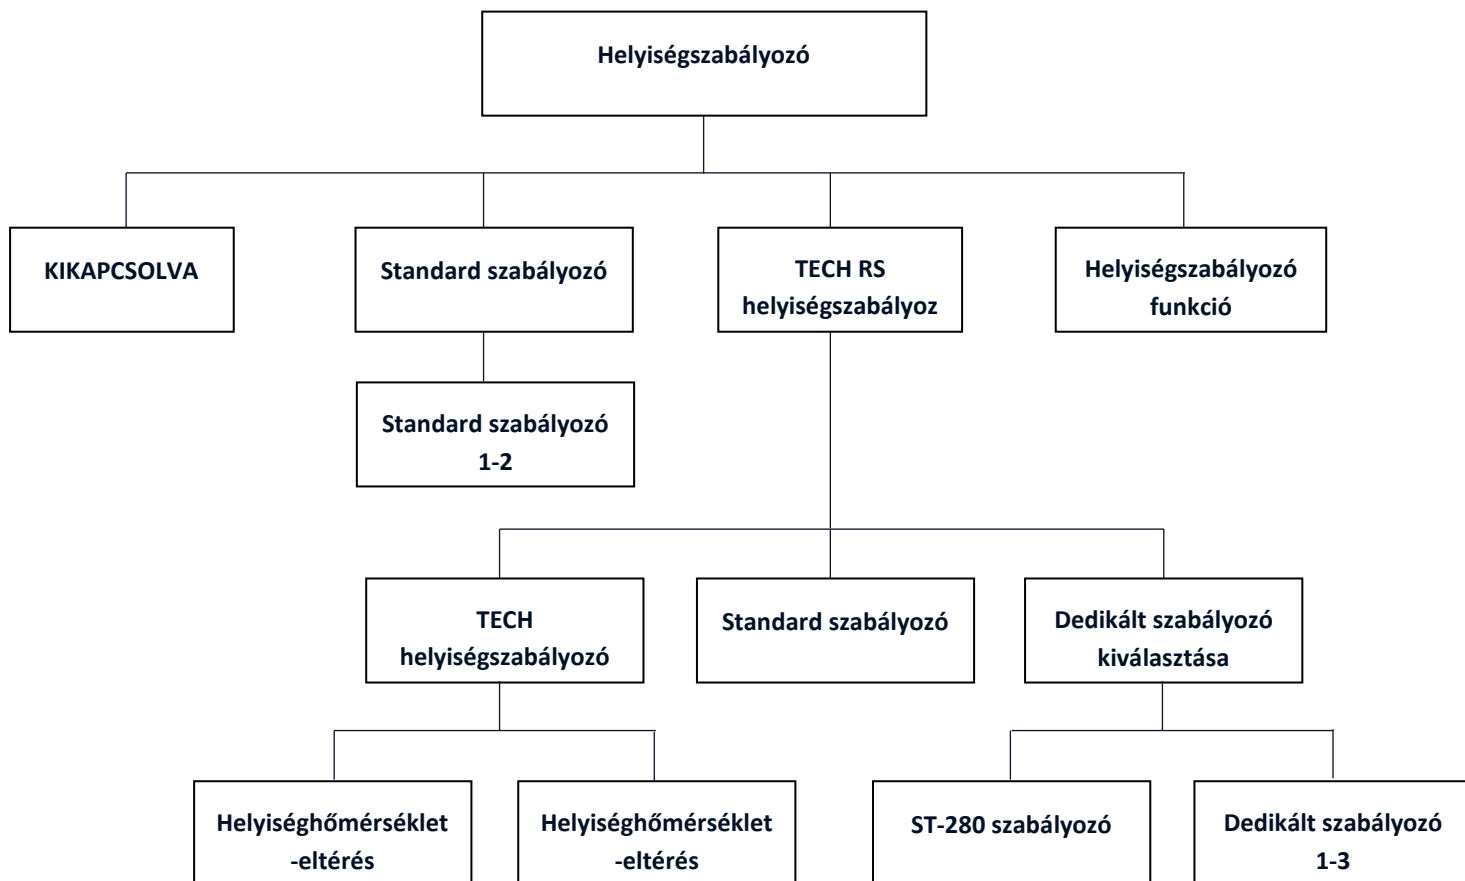 Helyiségszabályozó
KIKAPCSOLVA
Standard szabályozó
TECH RS
helyiségszabályoz
Helyiségszabályozó
funkció
Standard szabályozó
1-2
TECH
helyiségszabályozó
Standard szabályozó
Dedikált szabályozó
kiválasztása
Helyiséghőmérséklet
-eltérés
Helyiséghőmérséklet
-eltérés
ST-280 szabályozó
Dedikált szabályozó
1-3